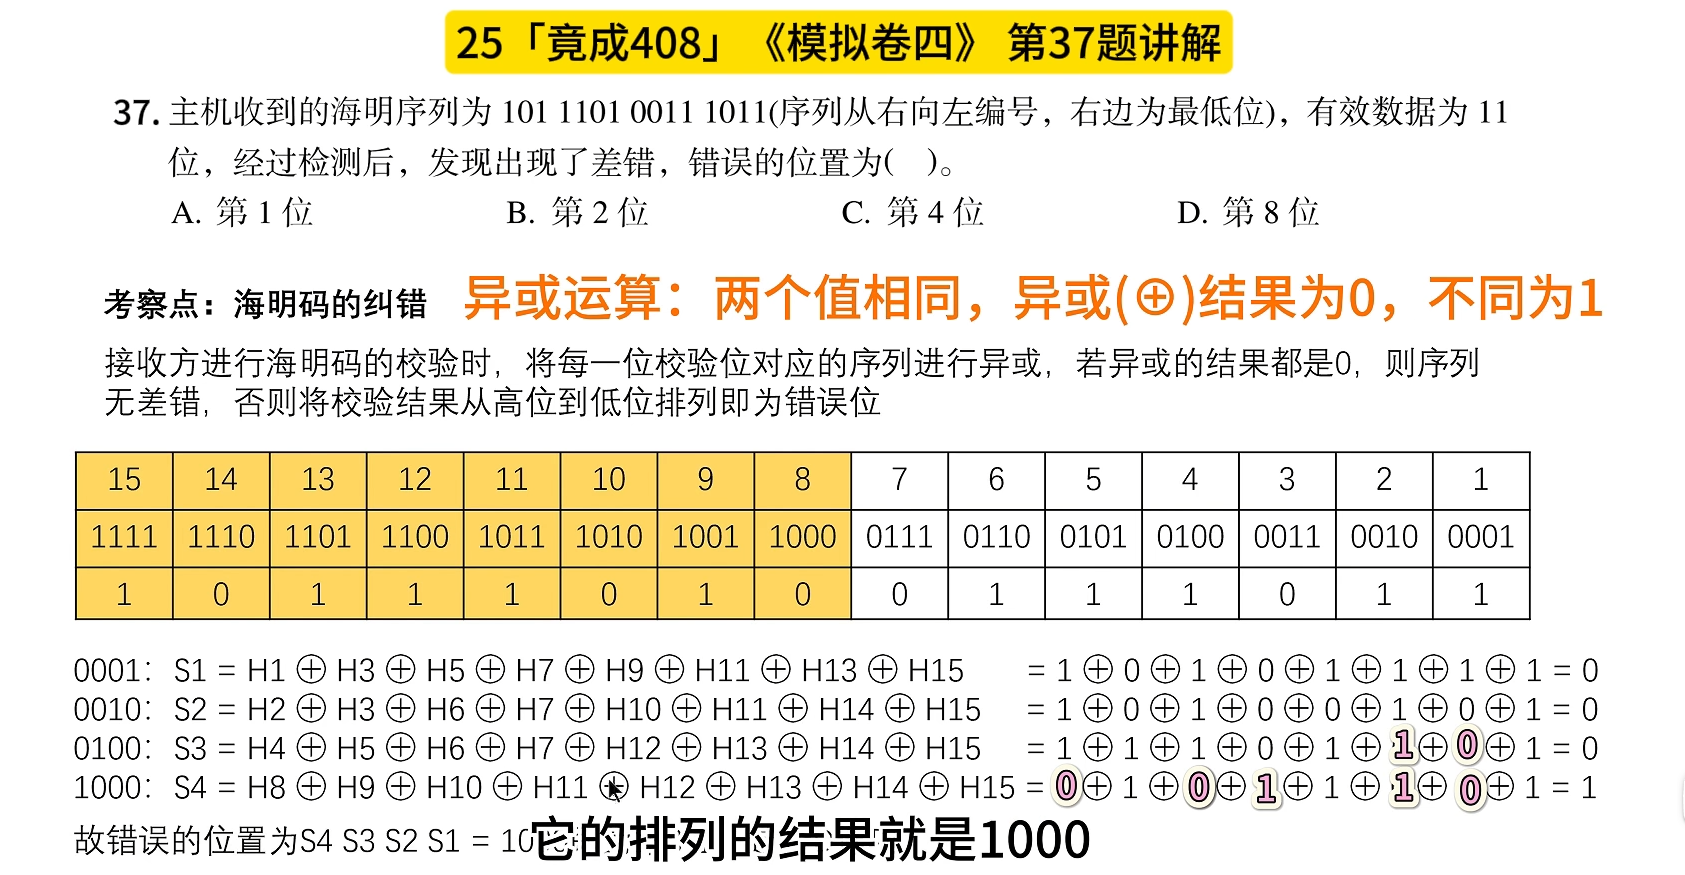 25「竟成408」《模拟卷四》 第37题讲解
37. 主机收到的海明序列为 101 1101 0011 1011(序列从右向左编号，右边为最低位)，有效数据为 11
位，经过检测后，发现出现了差错，错误的位置为(    )。
A. 第 1 位 B. 第 2 位 C. 第 4 位 D. 第 8 位
考察点：海明码的纠错 异或运算：两个值相同，异或(⊕)结果为0，不同为1
接收方进行海明码的校验时，将每一位校验位对应的序列进行异或，若异或的结果都是0，则序列
无差错，否则将校验结果从高位到低位排列即为错误位
15 14 13 12 11 10 9 8 7 6 5 4 3 2 1
1111 1110 1101 1100 1011 1010 1001 1000 0111 0110 0101 0100 0011 0010 0001
1 0 1 1 1 0 1 0 0 1 1 1 0 1 1
0001: S1 = H1 ⊕ H3 ⊕ H5 ⊕ H7 ⊕ H9 ⊕ H11 ⊕ H13 ⊕ H15 = 1 ⊕ 0 ⊕ 1 ⊕ 0 ⊕ 1 ⊕ 1 ⊕ 1 ⊕ 1 = 0
0010: S2 = H2 ⊕ H3 ⊕ H6 ⊕ H7 ⊕ H10 ⊕ H11 ⊕ H14 ⊕ H15 = 1 ⊕ 0 ⊕ 1 ⊕ 0 ⊕ 0 ⊕ 1 ⊕ 0 ⊕ 1 = 0
0100: S3 = H4 ⊕ H5 ⊕ H6 ⊕ H7 ⊕ H12 ⊕ H13 ⊕ H14 ⊕ H15 = 1 ⊕ 1 ⊕ 1 ⊕ 0 ⊕ 1 ⊕ 1 ⊕ 0 ⊕ 1 = 0
1000: S4 = H8 ⊕ H9 ⊕ H10 ⊕ H11 ⊕ H12 ⊕ H13 ⊕ H14 ⊕ H15 = 0 ⊕ 1 ⊕ 0 ⊕ 1 ⊕ 1 ⊕ 1 ⊕ 0 ⊕ 1 = 1
故错误的位置为S4 S3 S2 S1 = 10
它的排列的结果就是1000